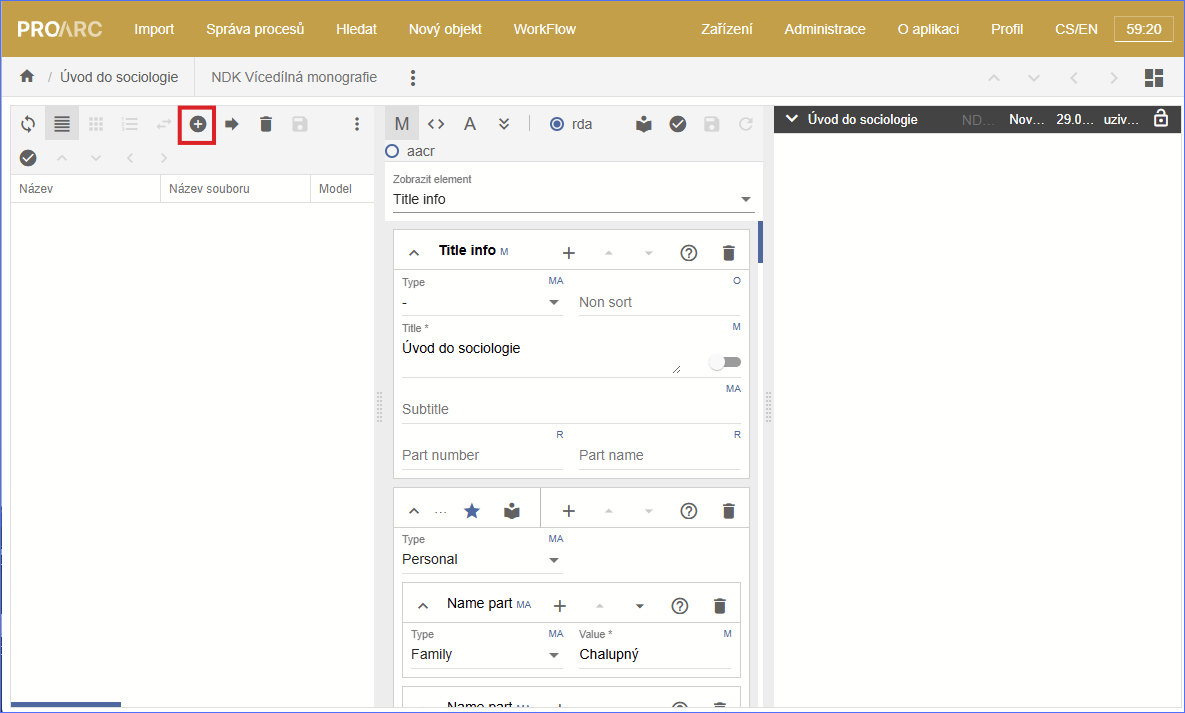 PROARC Import Správa procesů Hledat Nový objekt WorkFlow Zařízení Administrace O aplikaci Profil CS/EN 59:20
/ Úvod do sociologie NDK Vícedílná monografie
M A rda
aacr
Název Název souboru Model
Zobrazit element
Title info
Title info M
Type MA O
- Non sort
Title * M
Úvod do sociologie
MA
Subtitle
R R
Part number Part name
...
Type MA
Personal
Name part MA
Type MA Value * M
Family Chalupný
Name part MA
Úvod do sociologie ND... Nov... 29.0... uziv...